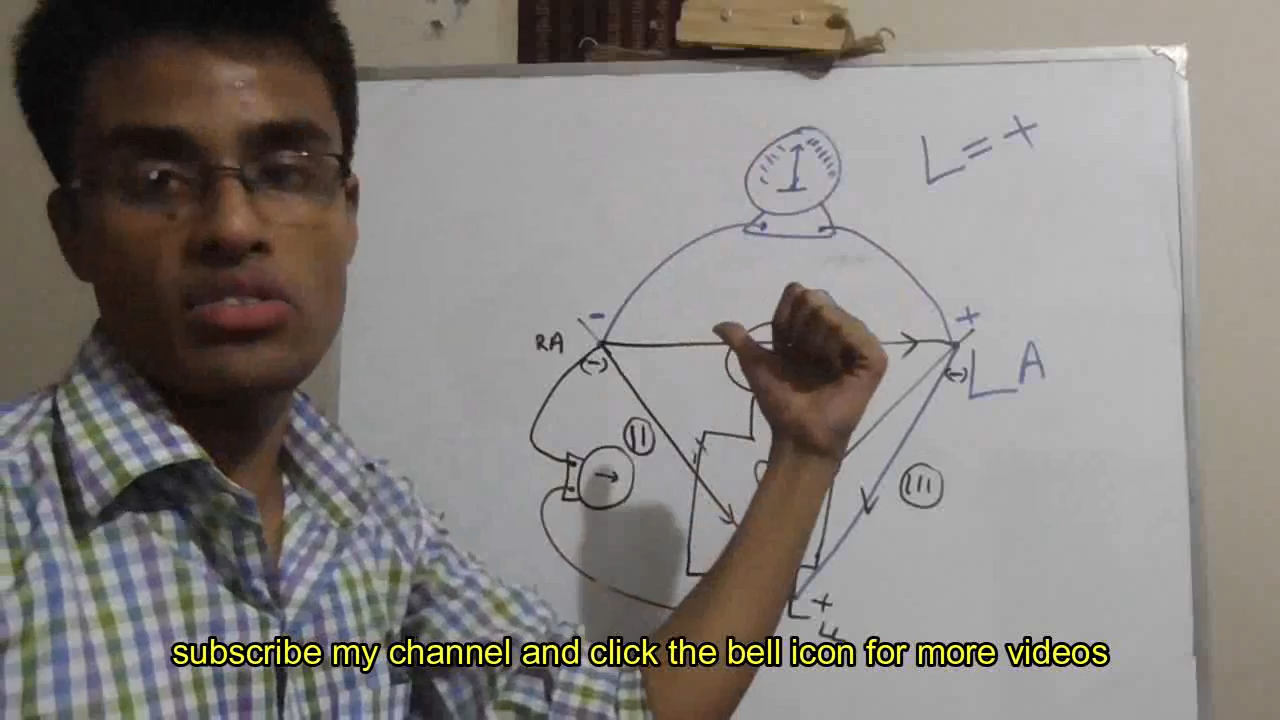 L = +
- +
RA (-) (-) LA
II
III
+
L
subscribe my channel and click the bell icon for more videos